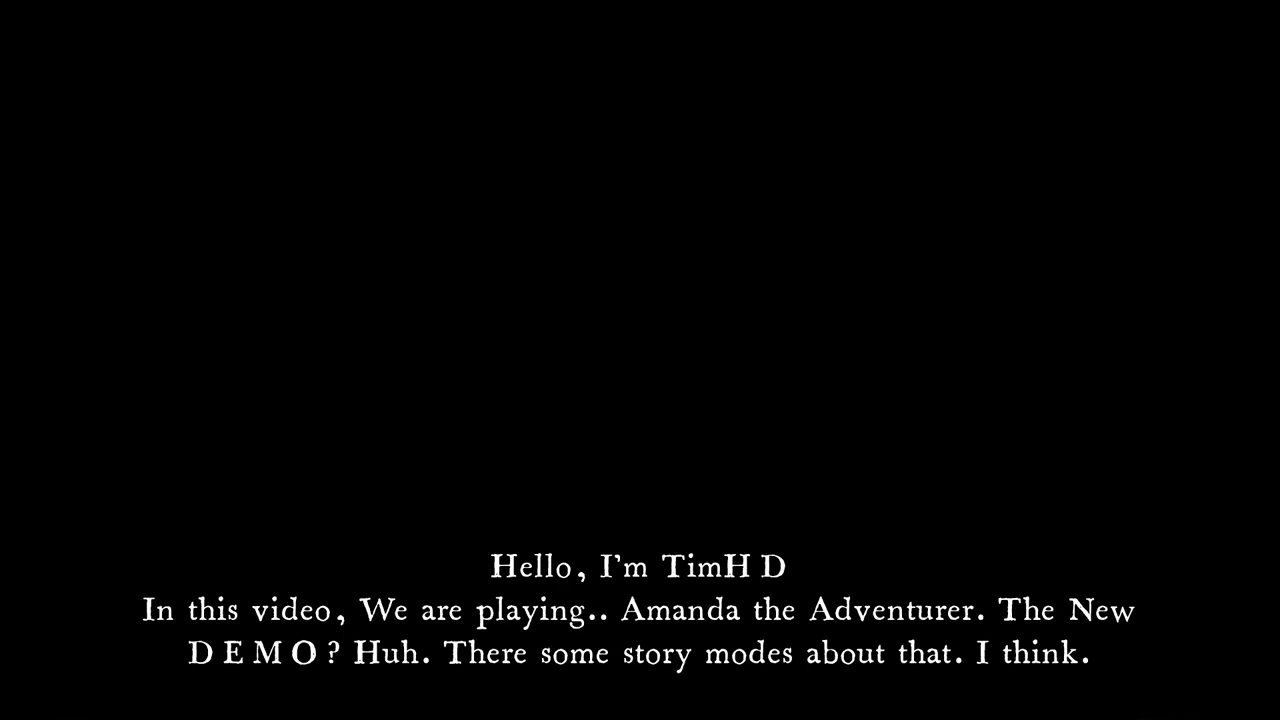 Hello, I'm TimH D
In this video, We are playing.. Amanda the Adventurer. The New
D E M O ? Huh. There some story modes about that. I think.